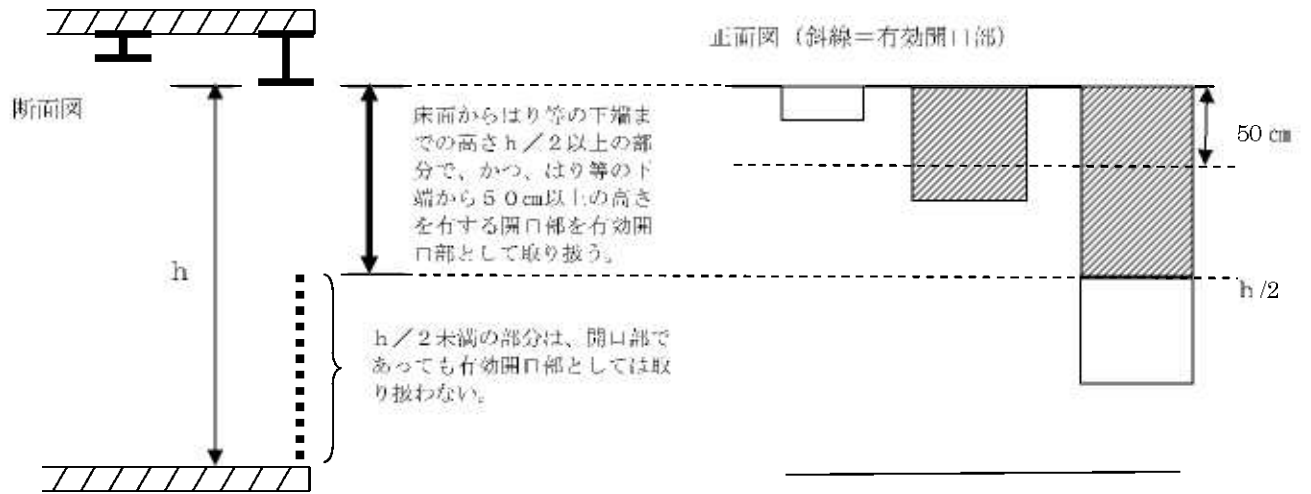 正面図（斜線＝有効開口部）
断面図
床面からはり等の下端ま
での高さｈ／２以上の部
分で、かつ、はり等の下
端から５０㎝以上の高さ
を有する開口部を有効開
口部として取り扱う。
50 ㎝
ｈ
ｈ/2
ｈ／２未満の部分は、開口部で
あっても有効開口部としては取
り扱わない。